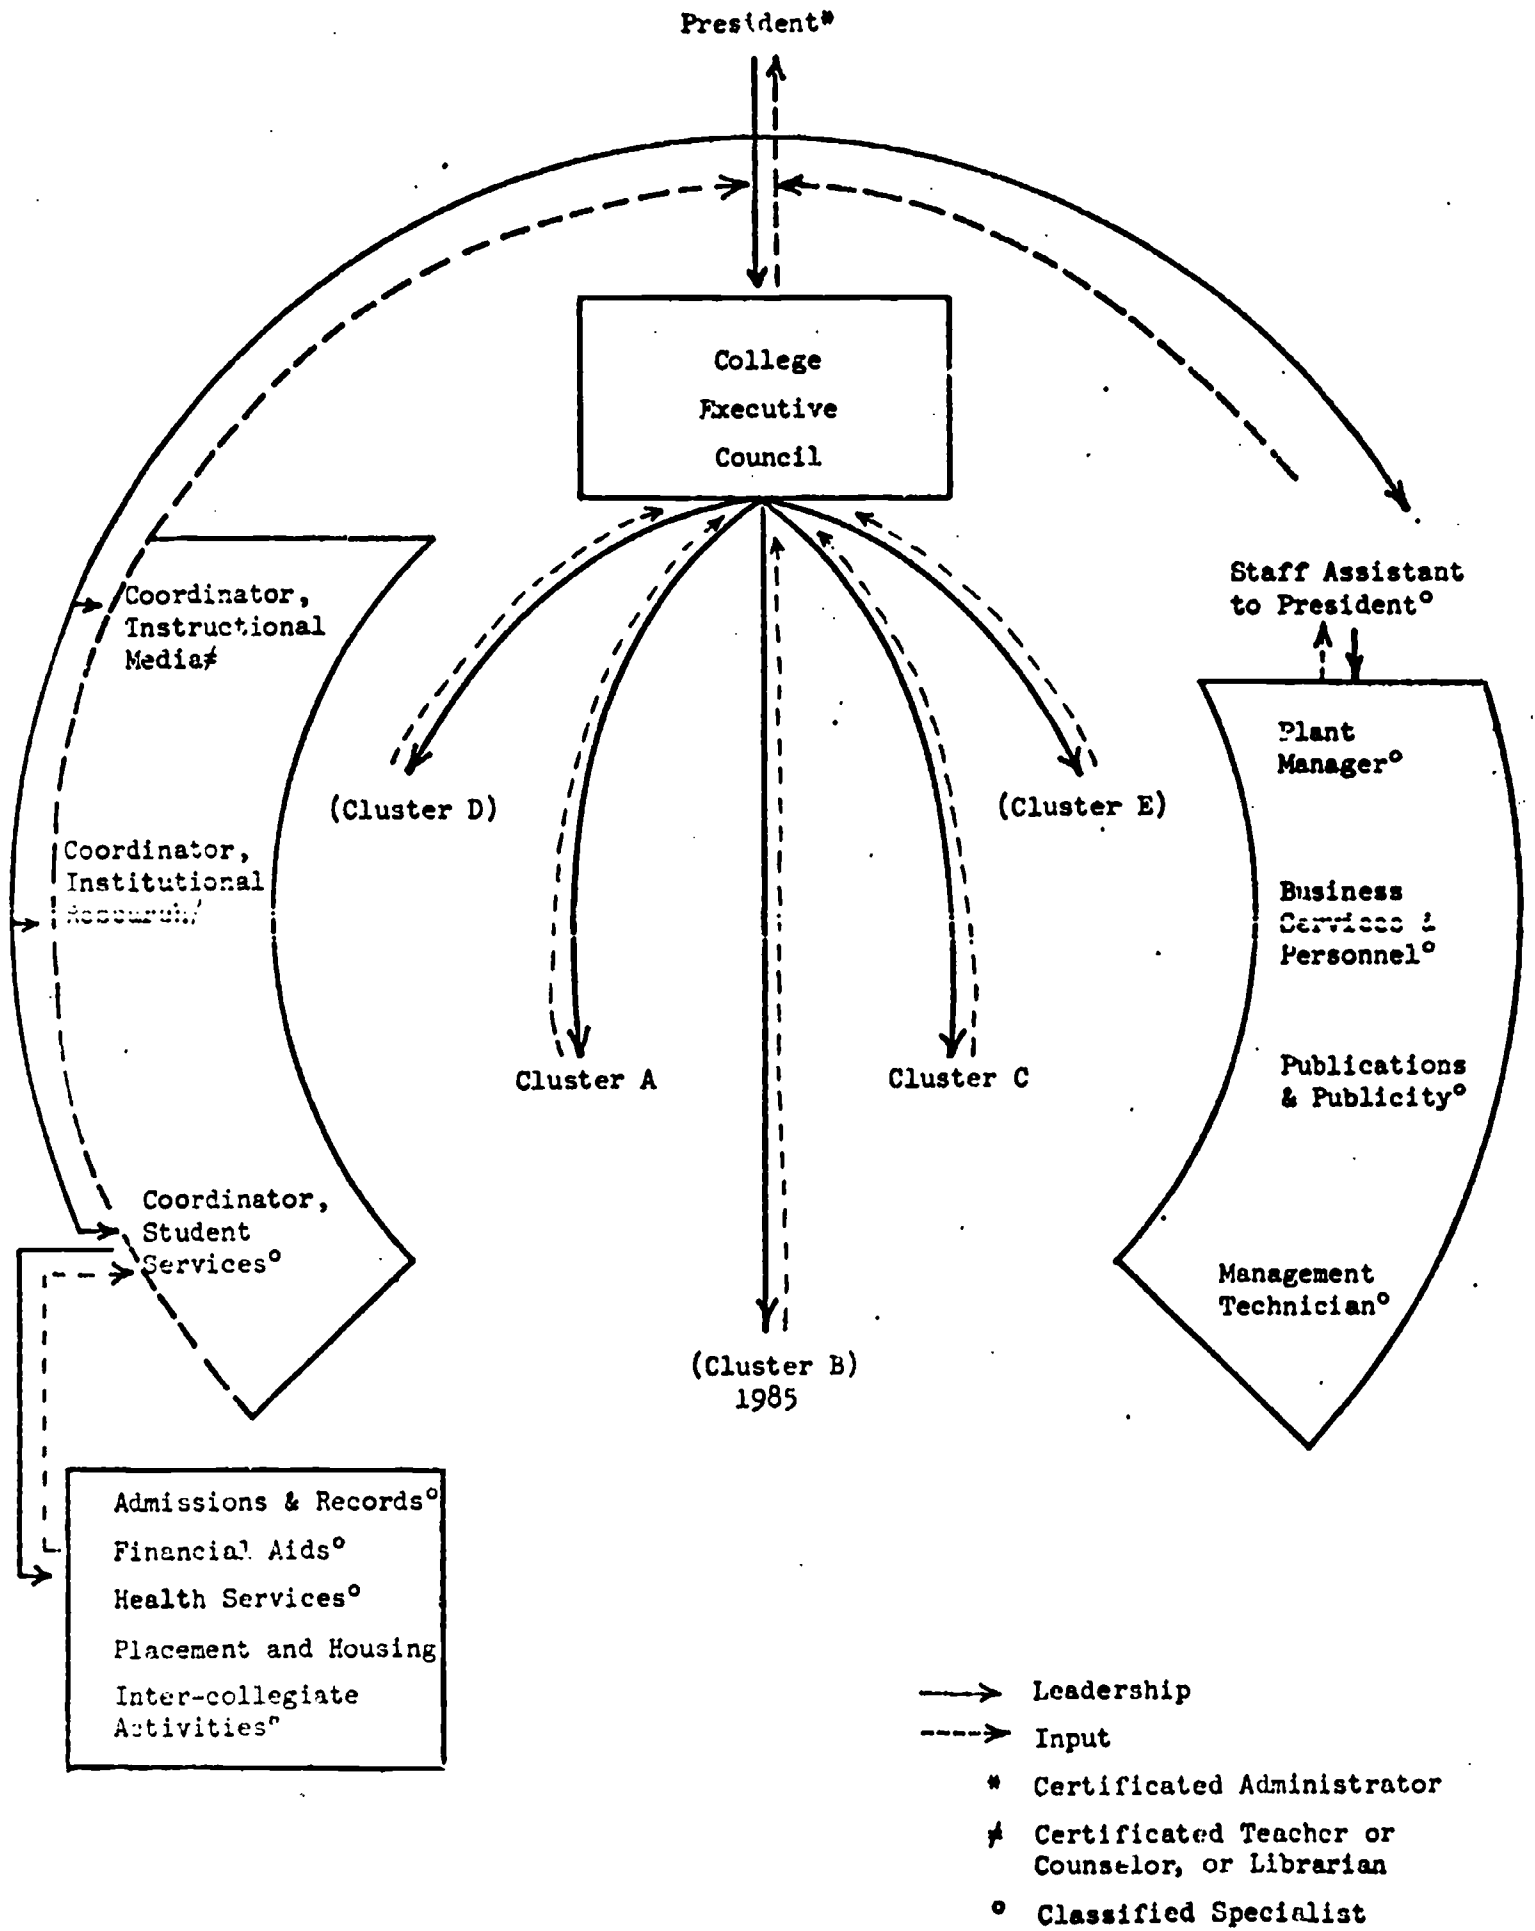 President*
College
Executive
Council
Staff Assistant
to President°
Coordinator,
Instructional
Media≠
Plant
Manager°
(Cluster D)
(Cluster E)
Coordinator,
Institutional
Research≠
Business
Services &
Personnel°
Cluster A
Cluster C
Publications
& Publicity°
Coordinator,
Student
Services°
Management
Technician°
(Cluster B)
1985
Admissions & Records°
Financial Aids°
Health Services°
Placement and Housing
Inter-collegiate
Activities°
Leadership
Input
* Certificated Administrator
≠ Certificated Teacher or
Counselor, or Librarian
° Classified Specialist